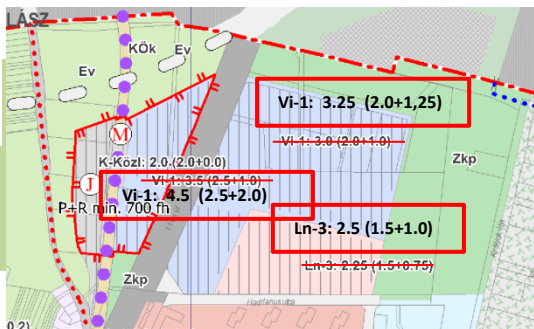 LÁSZ
KÖk
Ev
Ev
Ev
Vi-1: 3.25 (2.0+1,25)
Vi-1: 3.0 (2.0+1.0)
M
K-Közl: 2.0 (2.0+0.0)
Zkp
Vi-1: 3.5 (2.5+1.0)
J
Vi-1: 4.5 (2.5+2.0)
P+R min. 700 fh
Ln-3: 2.5 (1.5+1.0)
Ln-3: 2.25 (1.5+0.75)
Zkp
Hadrianus utca
0.2)